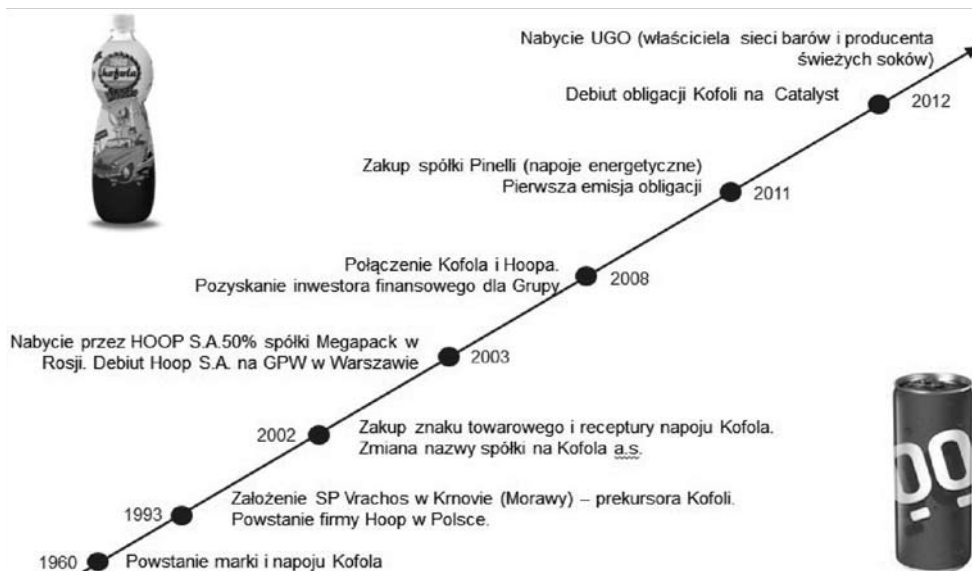 Nabycie UGO (właściciela sieci barów i producenta
świeżych soków)
Debiut obligacji Kofoli na Catalyst
2012
Zakup spółki Pinelli (napoje energetyczne)
Pierwsza emisja obligacji
2011
Połączenie Kofola i Hoopa.
Pozyskanie inwestora finansowego dla Grupy
2008
Nabycie przez HOOP S.A.50% spółki Megapack w
Rosji. Debiut Hoop S.A. na GPW w Warszawie
2003
2002
Zakup znaku towarowego i receptury napoju Kofola.
Zmiana nazwy spółki na Kofola a.s.
1993
Założenie SP Vrachos w Krnovie (Morawy) – prekursora Kofoli.
Powstanie firmy Hoop w Polsce.
1960
Powstanie marki i napoju Kofola